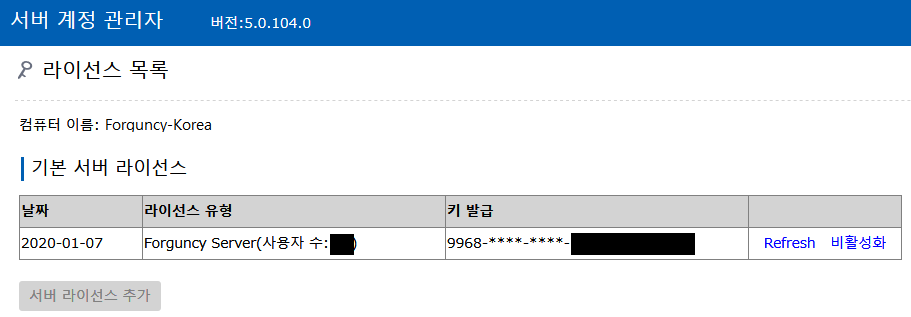 서버 계정 관리자 버전:5.0.104.0
라이선스 목록
컴퓨터 이름: Forguncy-Korea
기본 서버 라이선스
날짜 라이선스 유형 키 발급
2020-01-07 Forguncy Server(사용자 수: ) 9968-****-****- Refresh 비활성화
서버 라이선스 추가